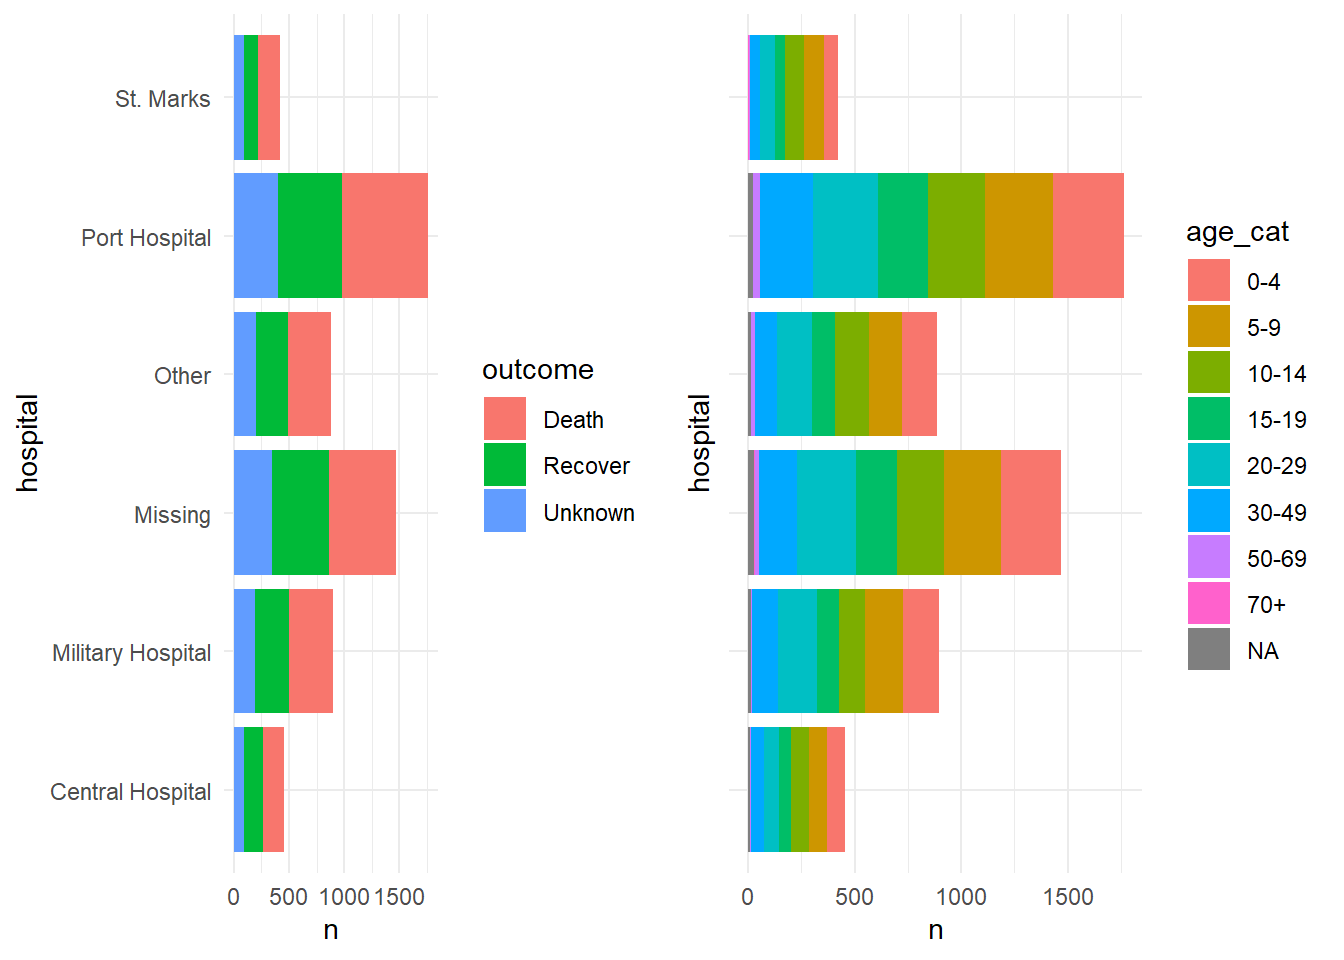 St. Marks
Port Hospital
Other
Missing
Military Hospital
Central Hospital
hospital
0
500
1000
1500
n
outcome
Death
Recover
Unknown
hospital
0
500
1000
1500
n
age_cat
0-4
5-9
10-14
15-19
20-29
30-49
50-69
70+
NA